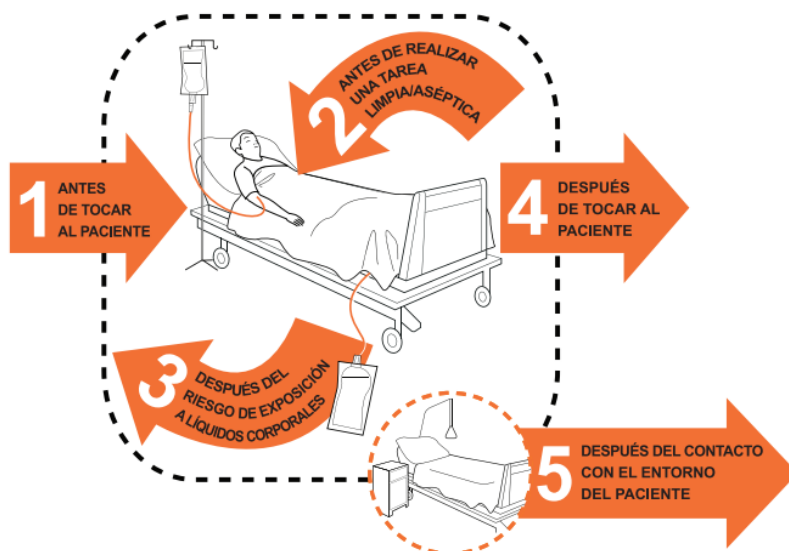 1
ANTES
DE TOCAR
AL PACIENTE
2
ANTES DE REALIZAR
UNA TAREA
LIMPIA/ASÉPTICA
3
DESPUÉS DEL
RIESGO DE EXPOSICIÓN
A LÍQUIDOS CORPORALES
4
DESPUÉS
DE TOCAR AL
PACIENTE
5
DESPUÉS DEL CONTACTO
CON EL ENTORNO
DEL PACIENTE